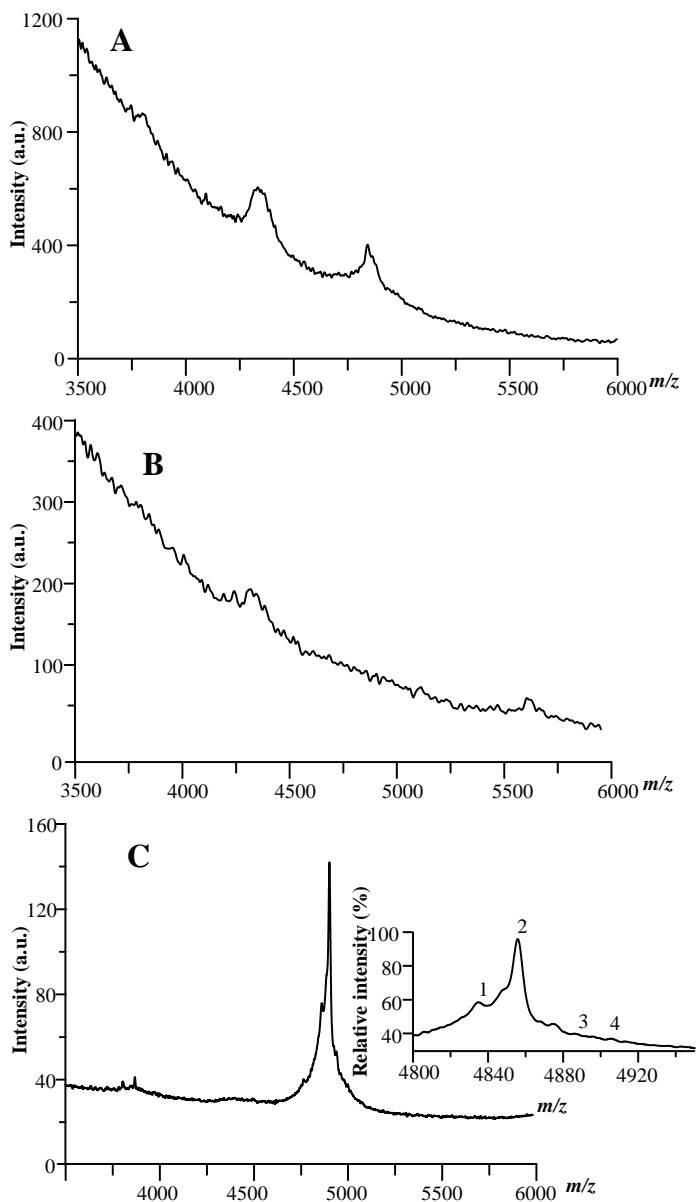 A
Intensity (a.u.)
1200
800
400
0
3500 4000 4500 5000 5500 6000 m/z
B
Intensity (a.u.)
400
300
200
100
0
3500 4000 4500 5000 5500 6000 m/z
C
Intensity (a.u.)
160
120
80
40
0
4000 4500 5000 5500 6000 m/z
Relative intensity (%)
100
80
60
40
1 2 3 4
4800 4840 4880 4920
m/z